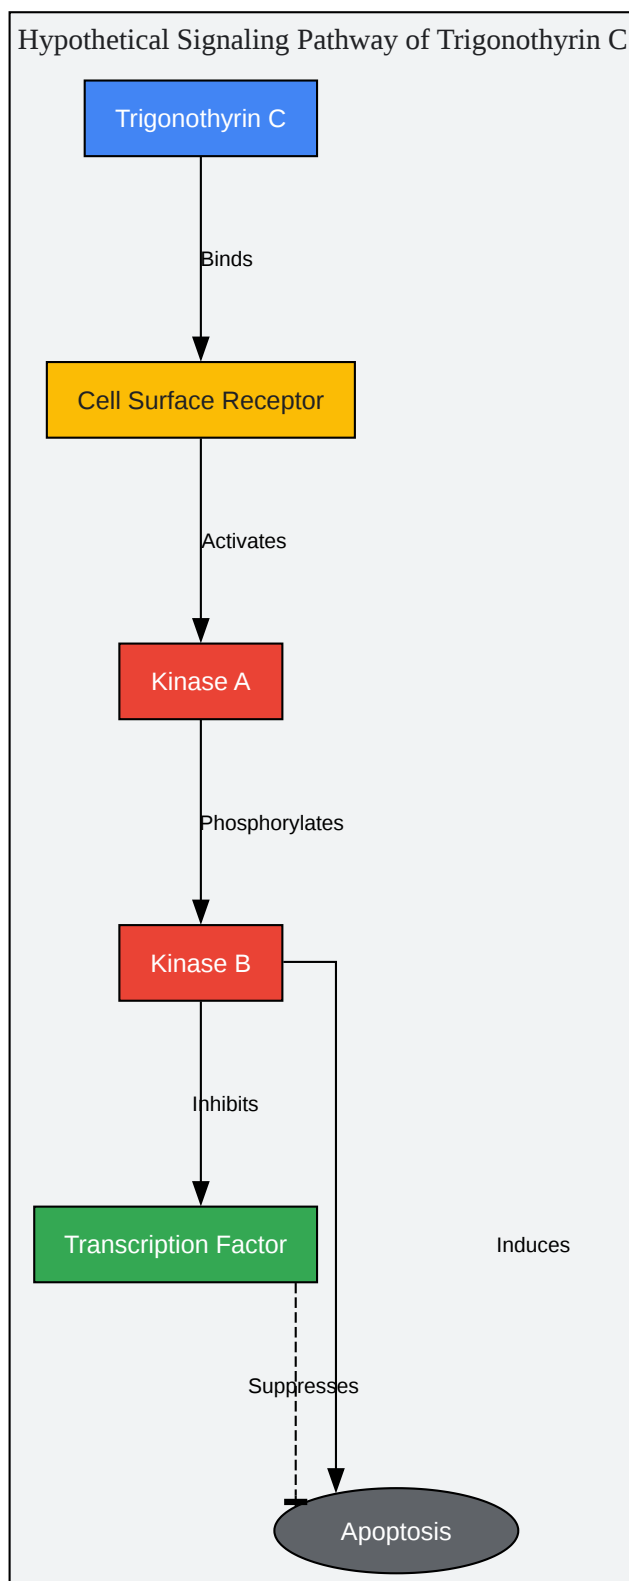 Hypothetical Signaling Pathway of Trigonothyrin C
Trigonothyrin C
Binds
Cell Surface Receptor
Activates
Kinase A
Phosphorylates
Kinase B
Inhibits
Transcription Factor
Induces
Suppresses
Apoptosis